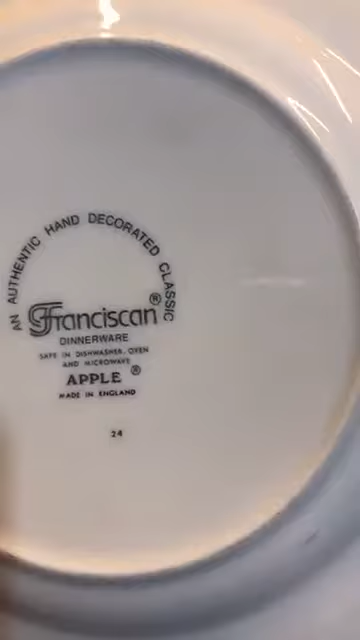 AN AUTHENTIC HAND DECORATED CLASSIC
Franciscan®
DINNERWARE
SAFE IN DISHWASHER, OVEN
AND MICROWAVE
APPLE®
MADE IN ENGLAND
24